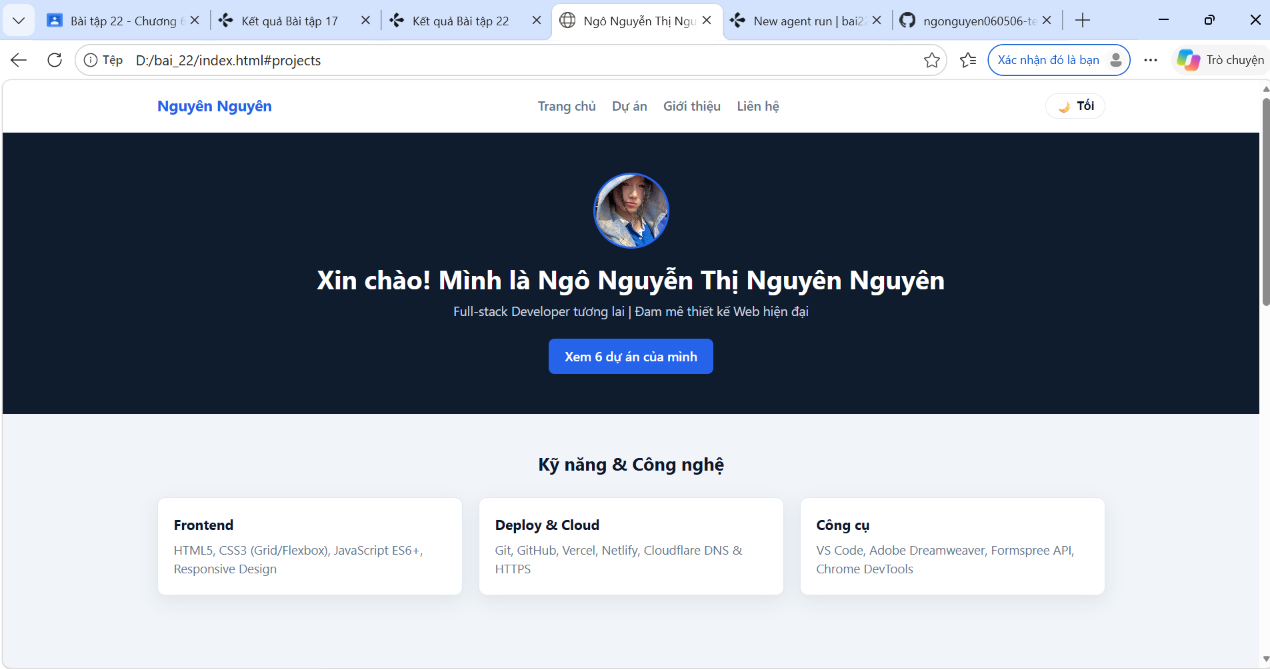 Bài tập 22 - Chương 6
Kết quả Bài tập 17
Kết quả Bài tập 22
Ngô Nguyễn Thị Ngu
New agent run | bai22
ngonguyen060506-te
Tệp
D:/bai_22/index.html#projects
Xác nhận đó là bạn
Trò chuyện
Nguyên Nguyên
Trang chủ
Dự án
Giới thiệu
Liên hệ
🌙 Tối
Xin chào! Mình là Ngô Nguyễn Thị Nguyên Nguyên
Full-stack Developer tương lai | Đam mê thiết kế Web hiện đại
Xem 6 dự án của mình
Kỹ năng & Công nghệ
Frontend
HTML5, CSS3 (Grid/Flexbox), JavaScript ES6+,
Responsive Design
Deploy & Cloud
Git, GitHub, Vercel, Netlify, Cloudflare DNS &
HTTPS
Công cụ
VS Code, Adobe Dreamweaver, Formspree API,
Chrome DevTools